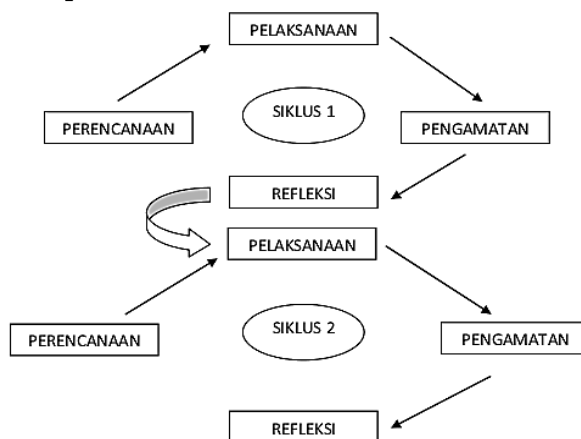 PELAKSANAAN
SIKLUS 1
PERENCANAAN
PENGAMATAN
REFLEKSI
PELAKSANAAN
SIKLUS 2
PERENCANAAN
PENGAMATAN
REFLEKSI